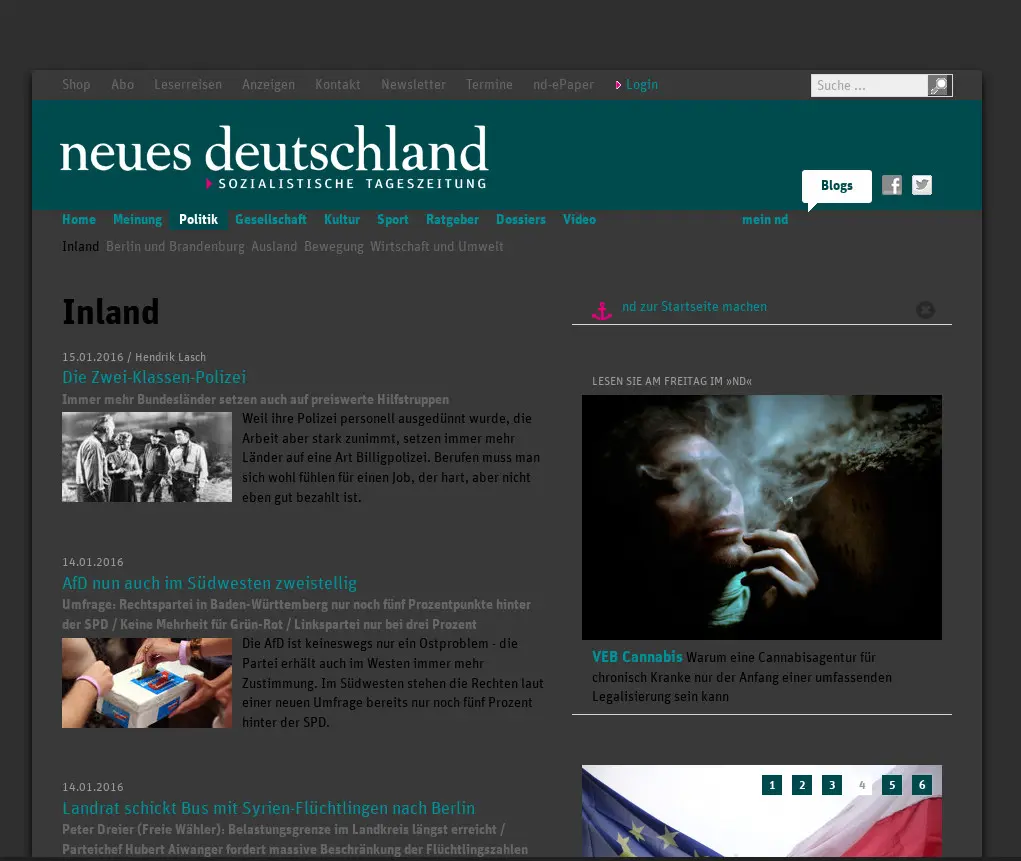 Shop Abo Leserreisen Anzeigen Kontakt Newsletter Termine nd-ePaper Login
Suche ...
neues deutschland
SOZIALISTISCHE TAGESZEITUNG
Blogs
Home Meinung Politik Gesellschaft Kultur Sport Ratgeber Dossiers Video mein nd
Inland Berlin und Brandenburg Ausland Bewegung Wirtschaft und Umwelt
Inland
15.01.2016 / Hendrik Lasch
Die Zwei-Klassen-Polizei
Immer mehr Bundesländer setzen auch auf preiswerte Hilfstruppen
Weil ihre Polizei personell ausgedünnt wurde, die
Arbeit aber stark zunimmt, setzen immer mehr
Länder auf eine Art Billigpolizei. Berufen muss man
sich wohl fühlen für einen Job, der hart, aber nicht
eben gut bezahlt ist.
14.01.2016
AfD nun auch im Südwesten zweistellig
Umfrage: Rechtspartei in Baden-Württemberg nur noch fünf Prozentpunkte hinter
der SPD / Keine Mehrheit für Grün-Rot / Linkspartei nur bei drei Prozent
Die AfD ist keineswegs nur ein Ostproblem - die
Partei erhält auch im Westen immer mehr
Zustimmung. Im Südwesten stehen die Rechten laut
einer neuen Umfrage bereits nur noch fünf Prozent
hinter der SPD.
14.01.2016
Landrat schickt Bus mit Syrien-Flüchtlingen nach Berlin
Peter Dreier (Freie Wähler): Belastungsgrenze im Landkreis längst erreicht /
Parteichef Hubert Aiwanger fordert massive Beschränkung der Flüchtlingszahlen
nd zur Startseite machen
LESEN SIE AM FREITAG IM »ND«
VEB Cannabis Warum eine Cannabisagentur für
chronisch Kranke nur der Anfang einer umfassenden
Legalisierung sein kann
1 2 3 4 5 6